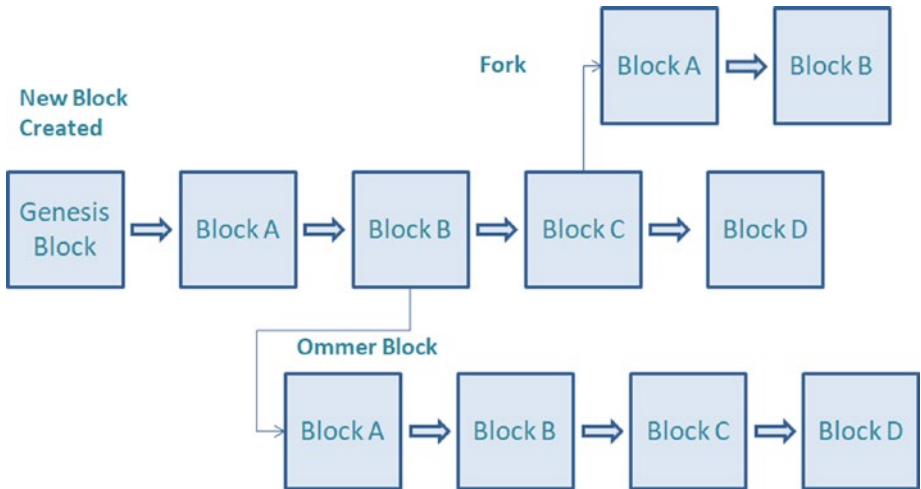 Fork
Block A
Block B
New Block
Created
Genesis
Block
Block A
Block B
Block C
Block D
Ommer Block
Block A
Block B
Block C
Block D